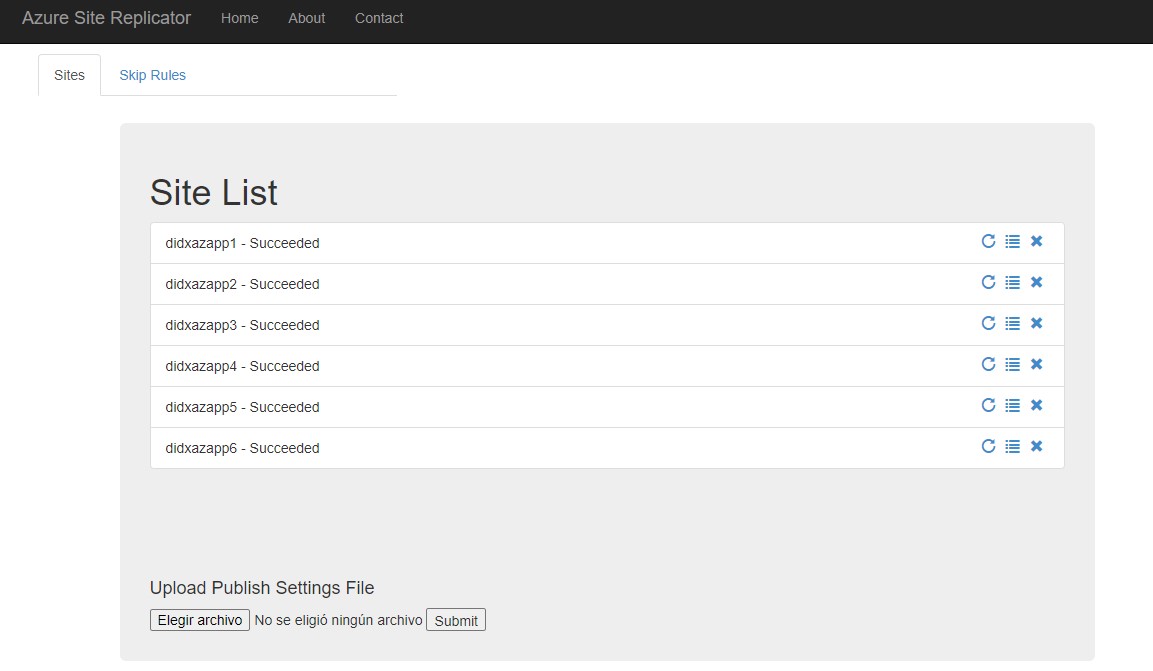 Azure Site Replicator Home About Contact
Sites Skip Rules
Site List
didxazapp1 - Succeeded
didxazapp2 - Succeeded
didxazapp3 - Succeeded
didxazapp4 - Succeeded
didxazapp5 - Succeeded
didxazapp6 - Succeeded
Upload Publish Settings File
Elegir archivo No se eligió ningún archivo Submit